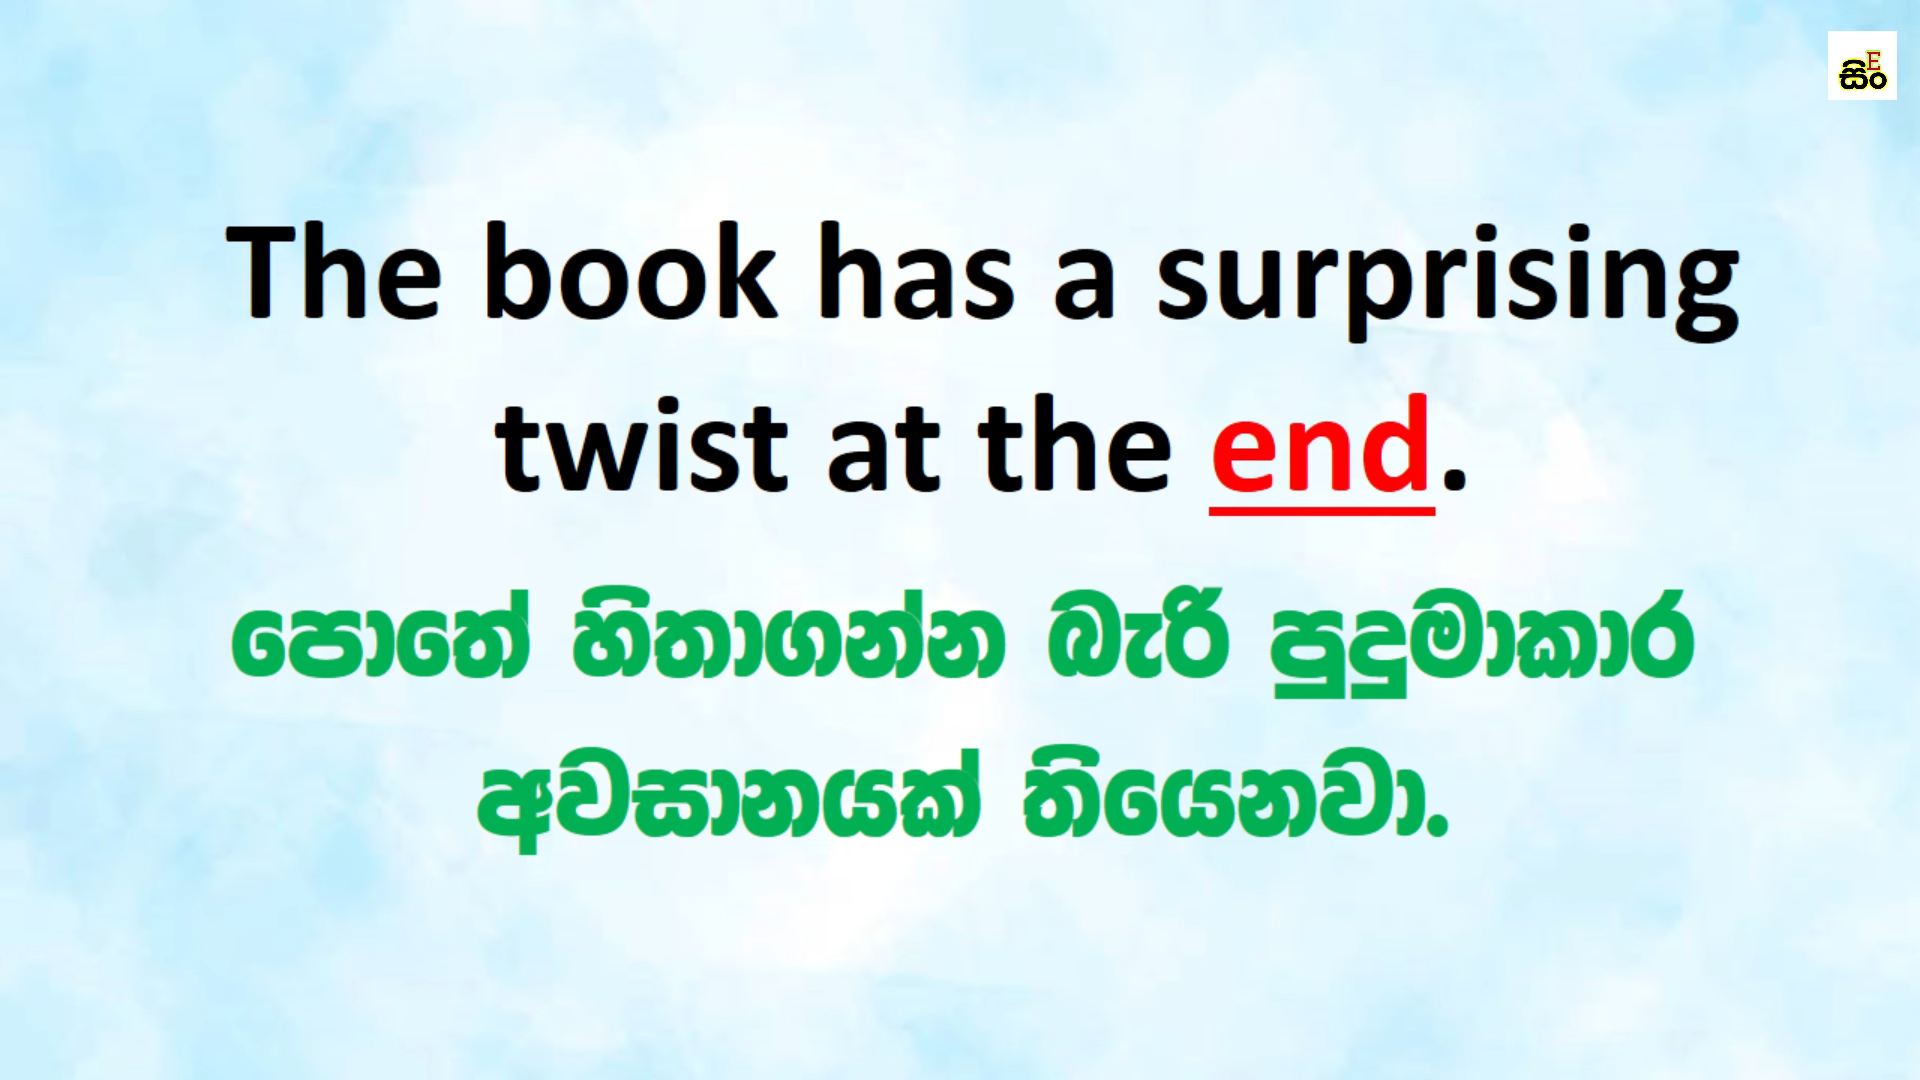 සිංE
The book has a surprising
twist at the end.
පොතේ හිතාගන්න බැරි පුදුමාකාර
අවසානයක් තියෙනවා.